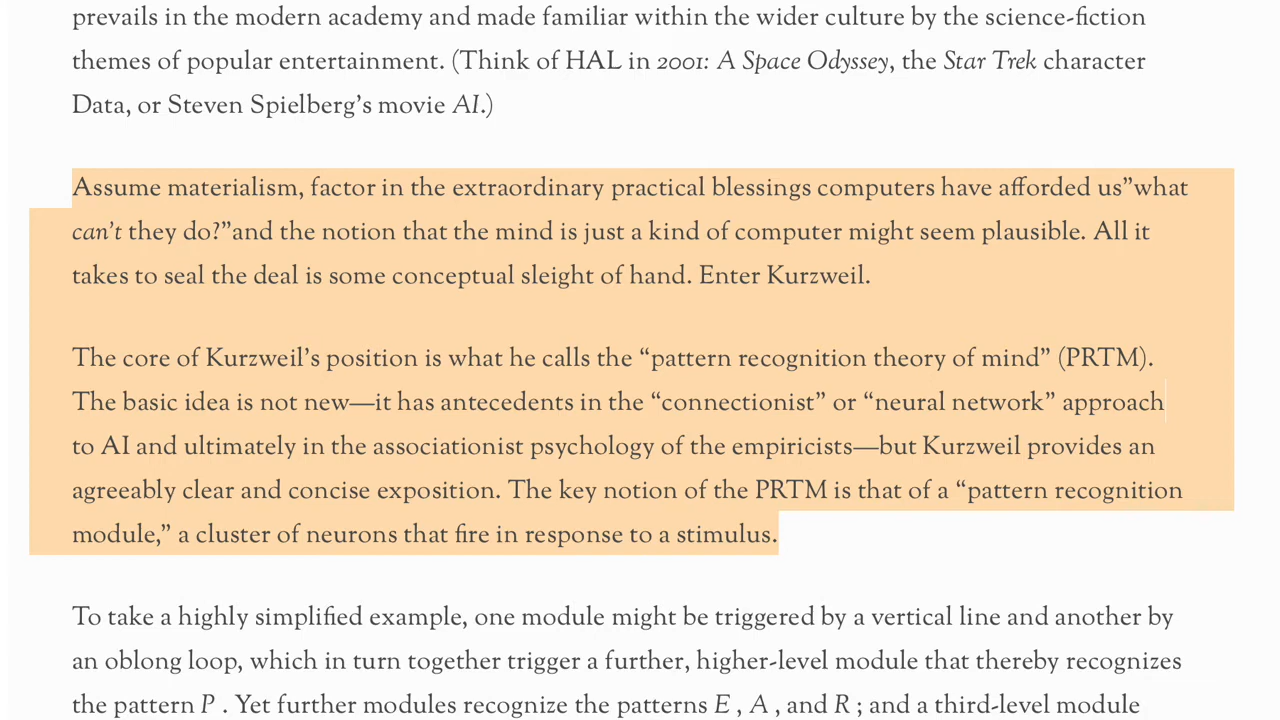 prevails in the modern academy and made familiar within the wider culture by the science-fiction
themes of popular entertainment. (Think of HAL in 2001: A Space Odyssey, the Star Trek character
Data, or Steven Spielberg’s movie AI.)
Assume materialism, factor in the extraordinary practical blessings computers have afforded us”what
can’t they do?”and the notion that the mind is just a kind of computer might seem plausible. All it
takes to seal the deal is some conceptual sleight of hand. Enter Kurzweil.
The core of Kurzweil’s position is what he calls the “pattern recognition theory of mind” (PRTM).
The basic idea is not new—it has antecedents in the “connectionist” or “neural network” approach
to AI and ultimately in the associationist psychology of the empiricists—but Kurzweil provides an
agreeably clear and concise exposition. The key notion of the PRTM is that of a “pattern recognition
module,” a cluster of neurons that fire in response to a stimulus.
To take a highly simplified example, one module might be triggered by a vertical line and another by
an oblong loop, which in turn together trigger a further, higher-level module that thereby recognizes
the pattern P . Yet further modules recognize the patterns E , A , and R ; and a third-level module